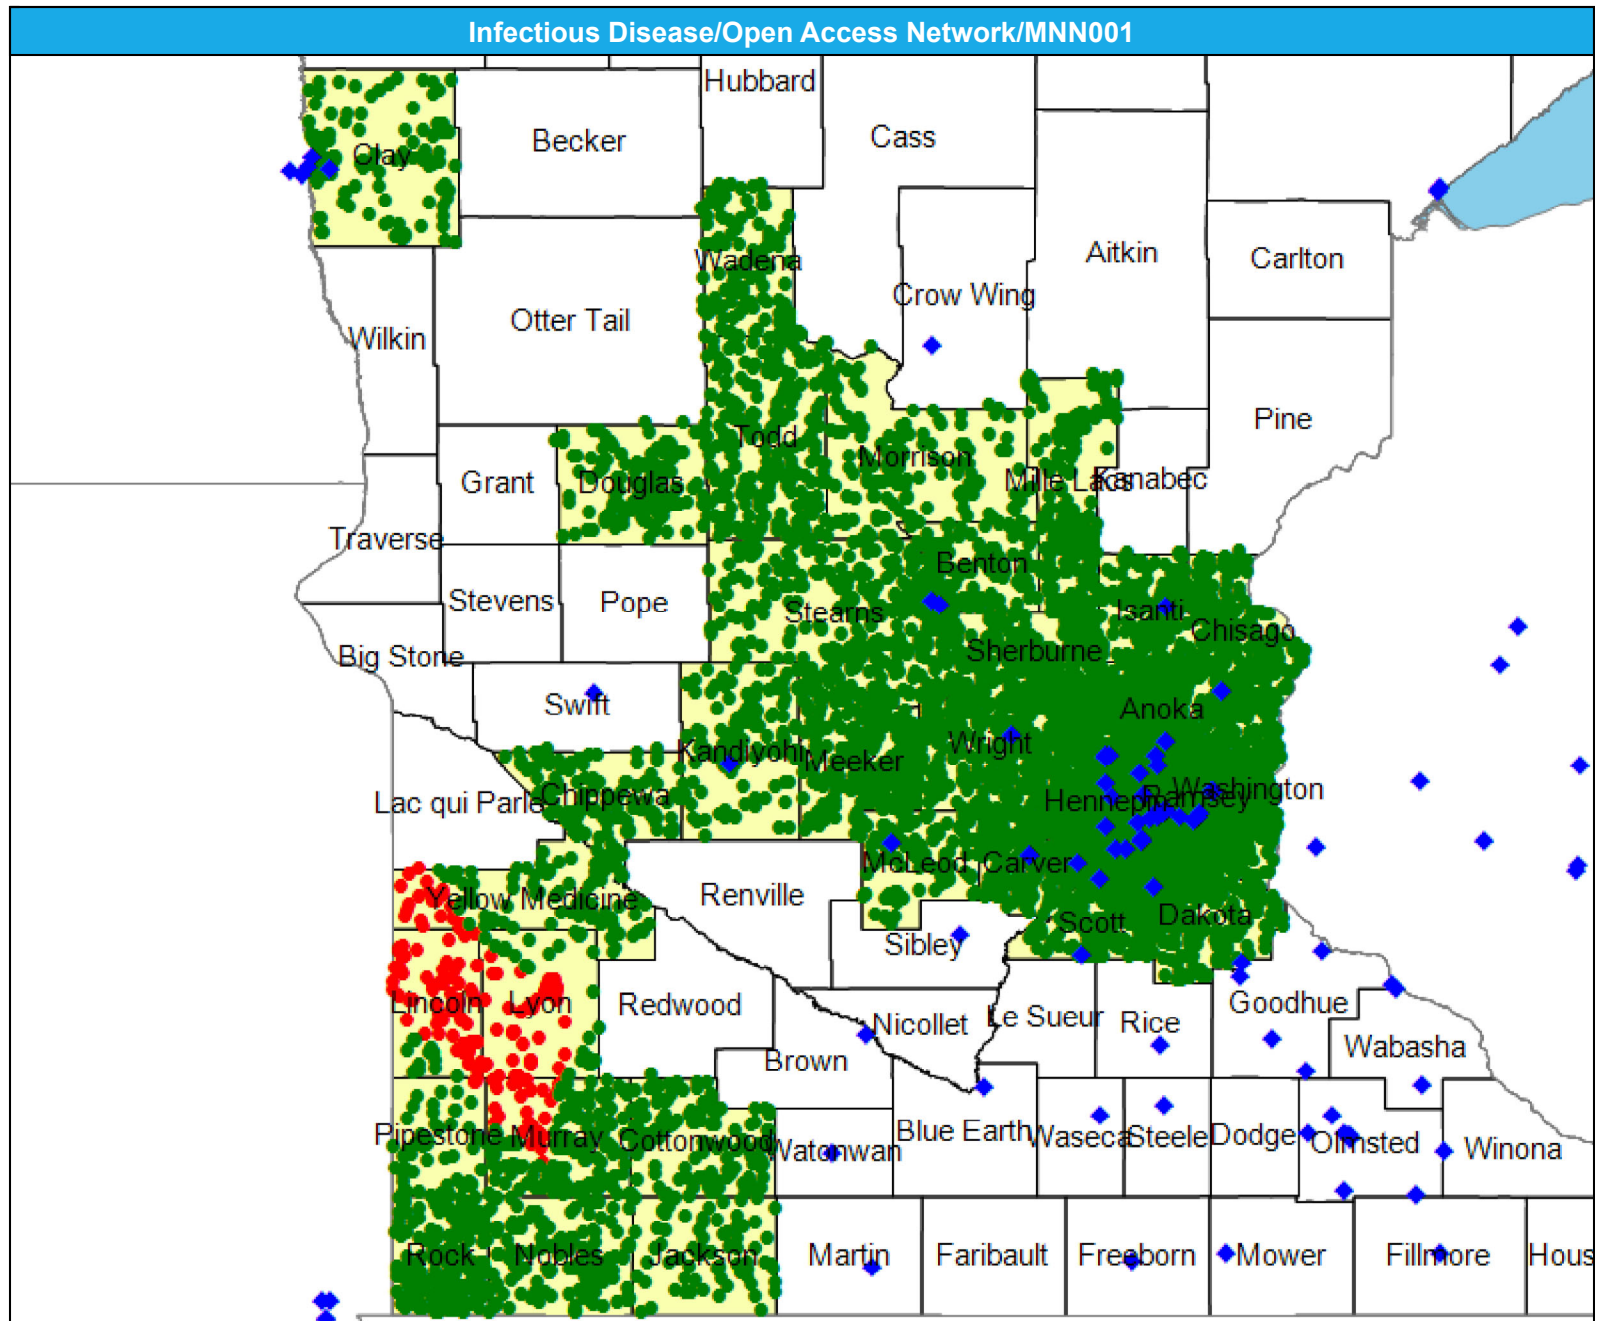 Infectious Disease/Open Access Network/MNN001
Hubbard
Cass
Becker
Clay
Wadena
Aitkin
Carlton
Crow Wing
Otter Tail
Wilkin
Pine
Todd
Morrison
Grant
Douglas
Mille Lacs
Kanabec
Traverse
Benton
Stevens
Pope
Stearns
Isanti
Chisago
Sherburne
Big Stone
Swift
Anoka
Wright
Kandiyohi
Meeker
Lac qui Parle
Chippewa
Hennepin
Ramsey
Washington
McLeod
Carver
Yellow Medicine
Renville
Scott
Dakota
Sibley
Lincoln
Lyon
Redwood
Nicollet
Le Sueur
Rice
Goodhue
Wabasha
Brown
Pipestone
Murray
Cottonwood
Watonwan
Blue Earth
Waseca
Steele
Dodge
Olmsted
Winona
Rock
Nobles
Jackson
Martin
Faribault
Freeborn
Mower
Fillmore
Hous